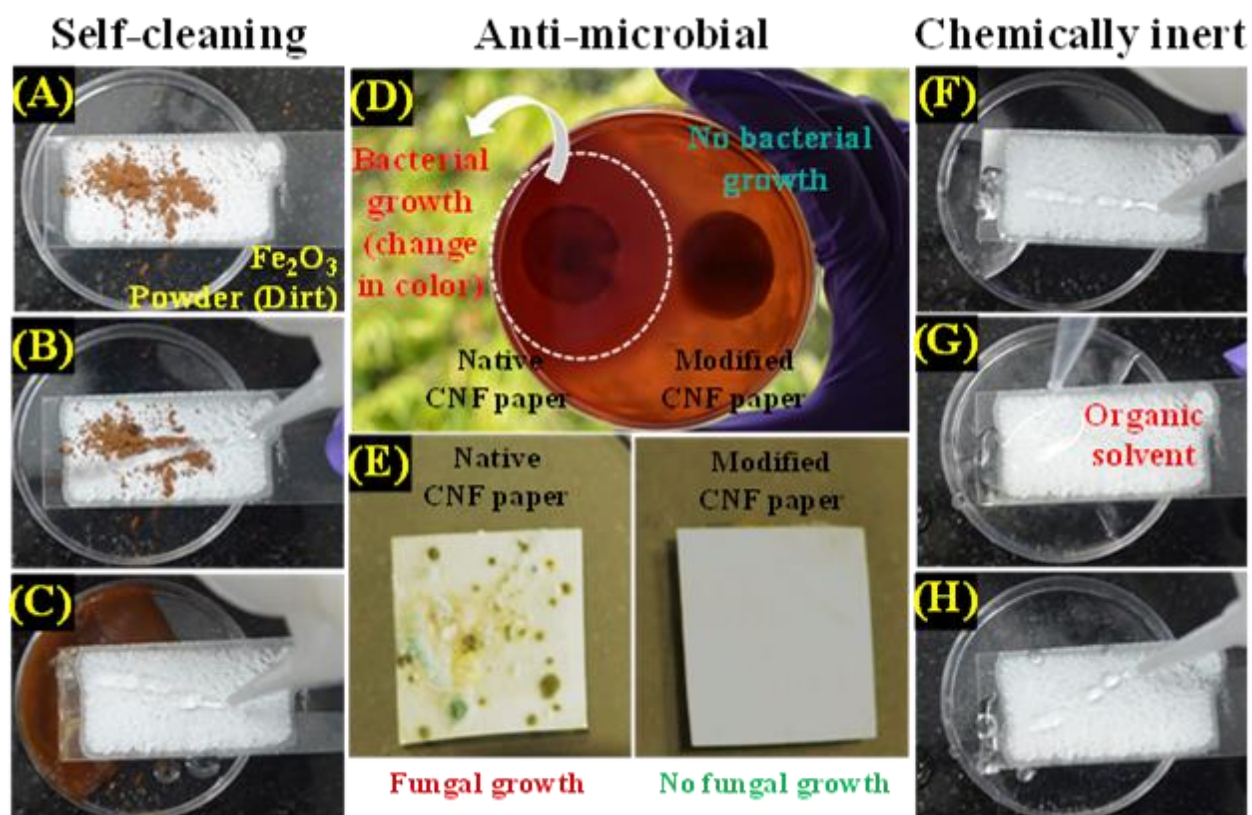 Self-cleaning
Anti-microbial
Chemically inert
(A)
Fe₂O₃
Powder (Dirt)
(B)
(C)
(D)
Bacterial
growth
(change
in color)
No bacterial
growth
Native
CNF paper
Modified
CNF paper
(E)
Native
CNF paper
Modified
CNF paper
Fungal growth
No fungal growth
(F)
(G)
Organic
solvent
(H)